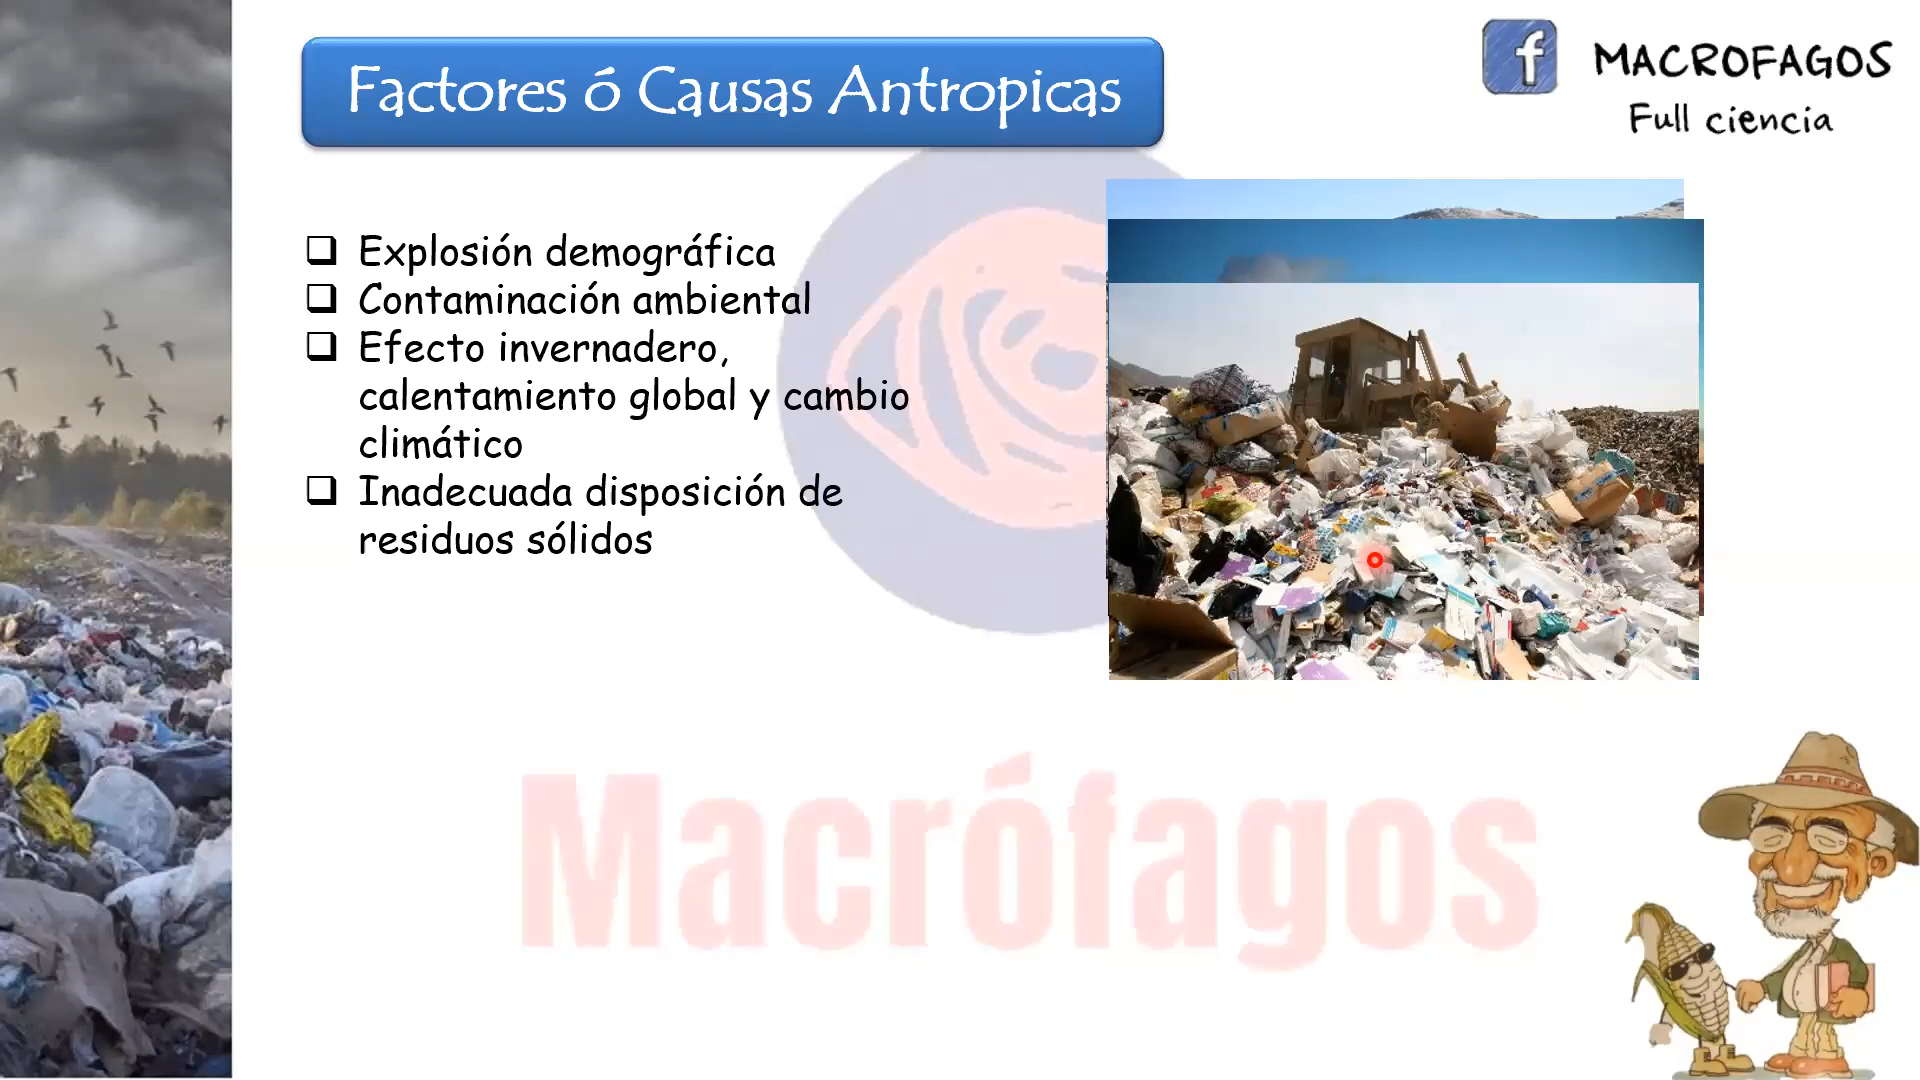 Factores ó Causas Antropicas
MACROFAGOS
Full ciencia
Explosión demográfica
Contaminación ambiental
Efecto invernadero,
calentamiento global y cambio
climático
Inadecuada disposición de
residuos sólidos
Macrófagos